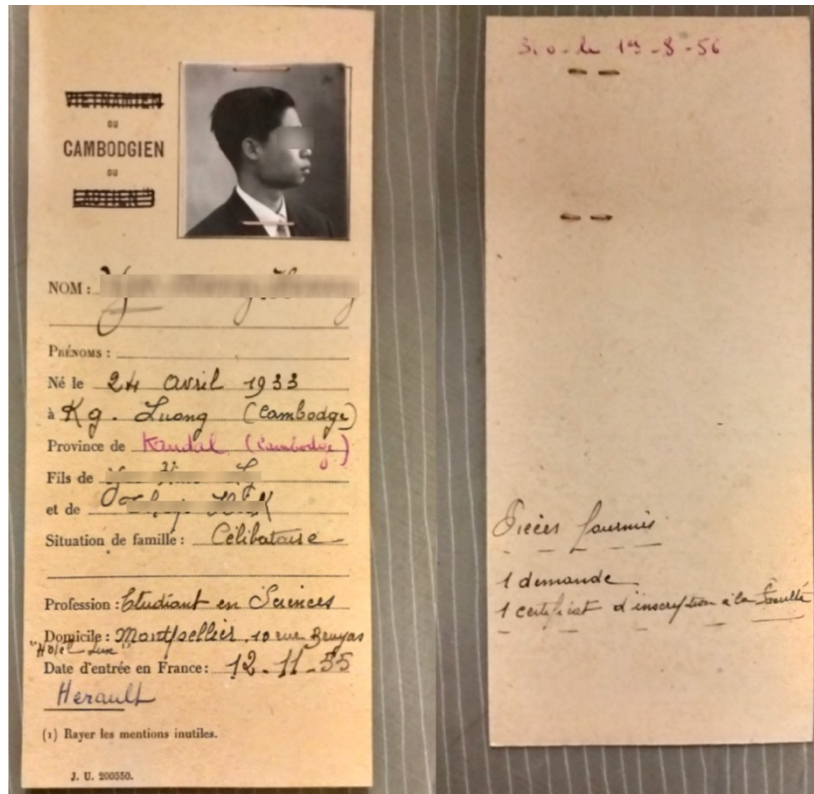 VIETNAMIEN
OU
CAMBODGIEN
OU
LAOTIEN
NOM :
PRÉNOMS :
Né le 24 avril 1933
à Kg. Luong (Cambodge)
Province de Kandal (Cambodge)
Fils de
et de
Situation de famille : Célibataire -
Profession : Etudiant en Sciences
Domicile : Montpellier, 10 rue Bruyas
"Hôtel Lux"
Date d'entrée en France : 12-11-55
Herault
(1) Rayer les mentions inutiles.
J. U. 200550.
le 1er-8-56
Pièces fournies
1 demande
1 certificat d'inscription à la Faculté